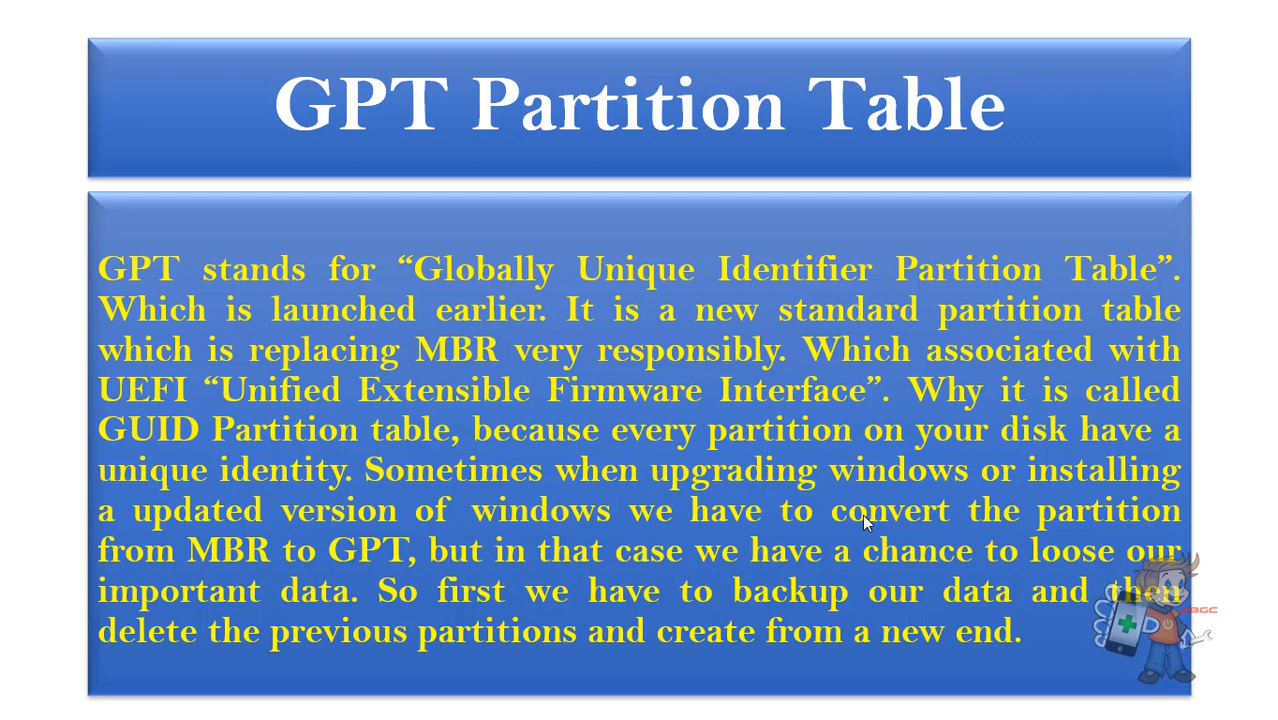 GPT Partition Table
GPT stands for “Globally Unique Identifier Partition Table”.
Which is launched earlier. It is a new standard partition table
which is replacing MBR very responsibly. Which associated with
UEFI “Unified Extensible Firmware Interface”. Why it is called
GUID Partition table, because every partition on your disk have a
unique identity. Sometimes when upgrading windows or installing
a updated version of windows we have to convert the partition
from MBR to GPT, but in that case we have a chance to loose our
important data. So first we have to backup our data and then
delete the previous partitions and create from a new end.